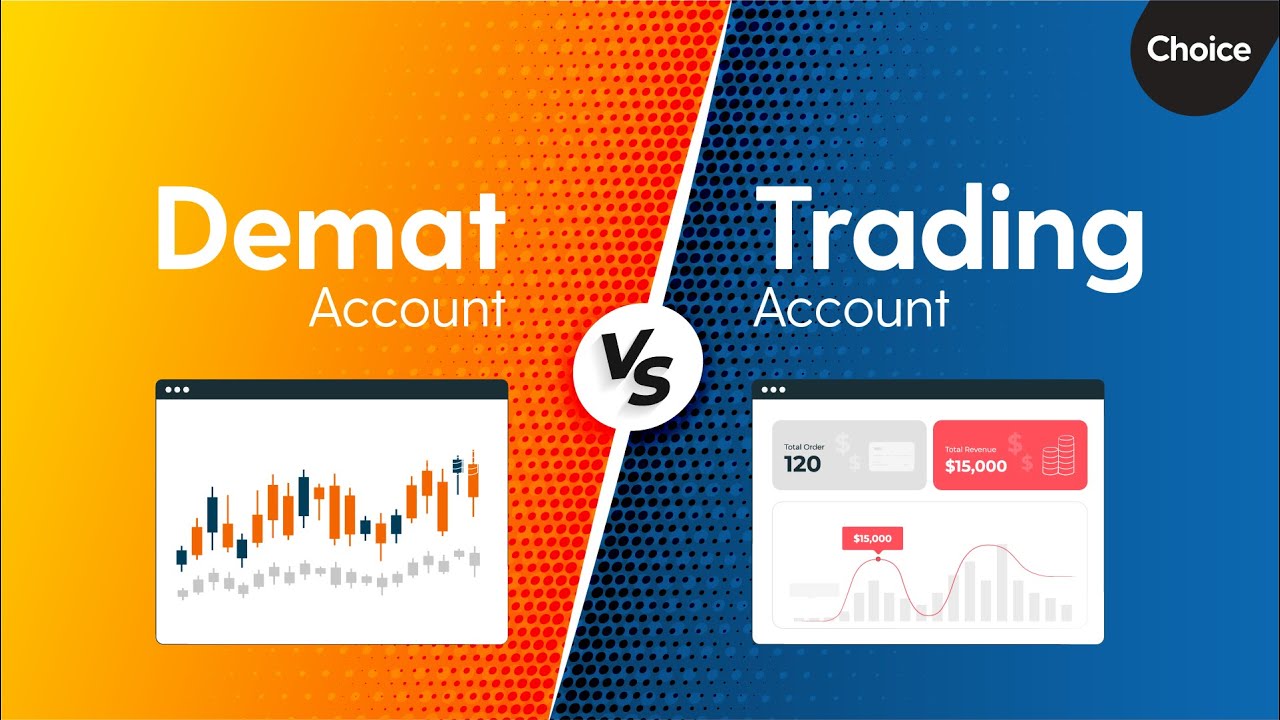 Choice
Demat
Account
VS
Trading
Account
Total Order
120
Total Revenue
$15,000
$15,000